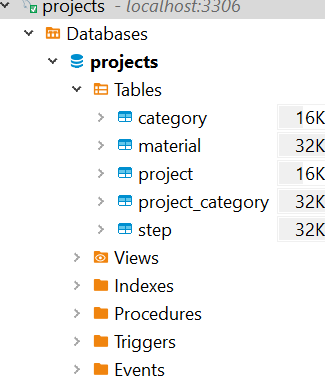 projects - localhost:3306
Databases
projects
Tables
category 16K
material 32K
project 16K
project_category 32K
step 32K
Views
Indexes
Procedures
Triggers
Events